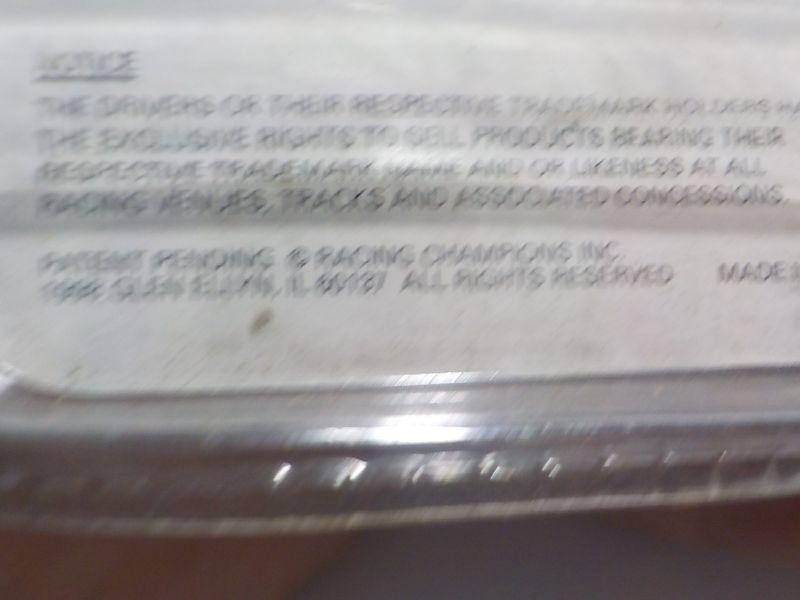 NOTICE
THE DRIVERS OR THEIR RESPECTIVE TRADEMARK HOLDERS HA
THE EXCLUSIVE RIGHTS TO SELL PRODUCTS BEARING THEIR
RESPECTIVE TRADEMARK NAME AND OR LIKENESS AT ALL
RACING VENUES, TRACKS AND ASSOCIATED CONCESSIONS.
PATENT PENDING © RACING CHAMPIONS INC.
GLEN ELLYN, IL 60137 ALL RIGHTS RESERVED MADE